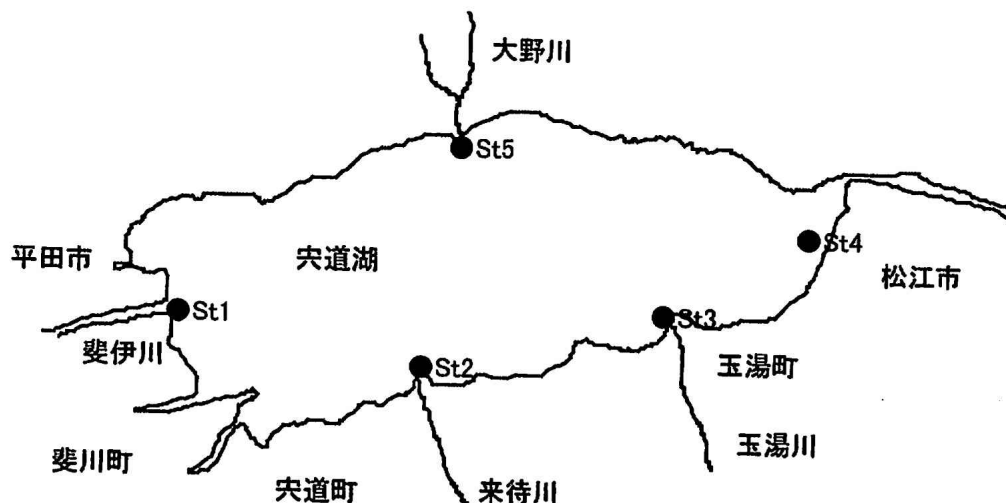 大野川
St5
平田市
宍道湖
St4
松江市
St1
St3
斐伊川
St2
玉湯町
斐川町
玉湯川
宍道町
来待川